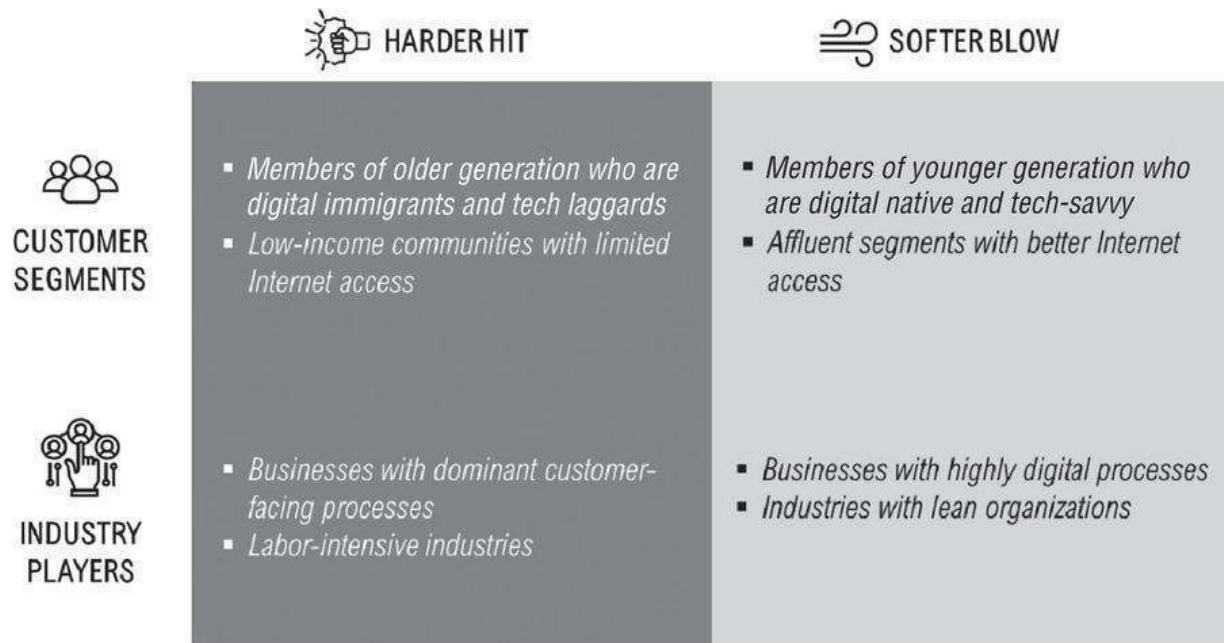 HARDER HIT
SOFTER BLOW
CUSTOMER
SEGMENTS
▪ Members of older generation who are
digital immigrants and tech laggards
▪ Low-income communities with limited
Internet access
▪ Members of younger generation who
are digital native and tech-savvy
▪ Affluent segments with better Internet
access
INDUSTRY
PLAYERS
▪ Businesses with dominant customer-
facing processes
▪ Labor-intensive industries
▪ Businesses with highly digital processes
▪ Industries with lean organizations